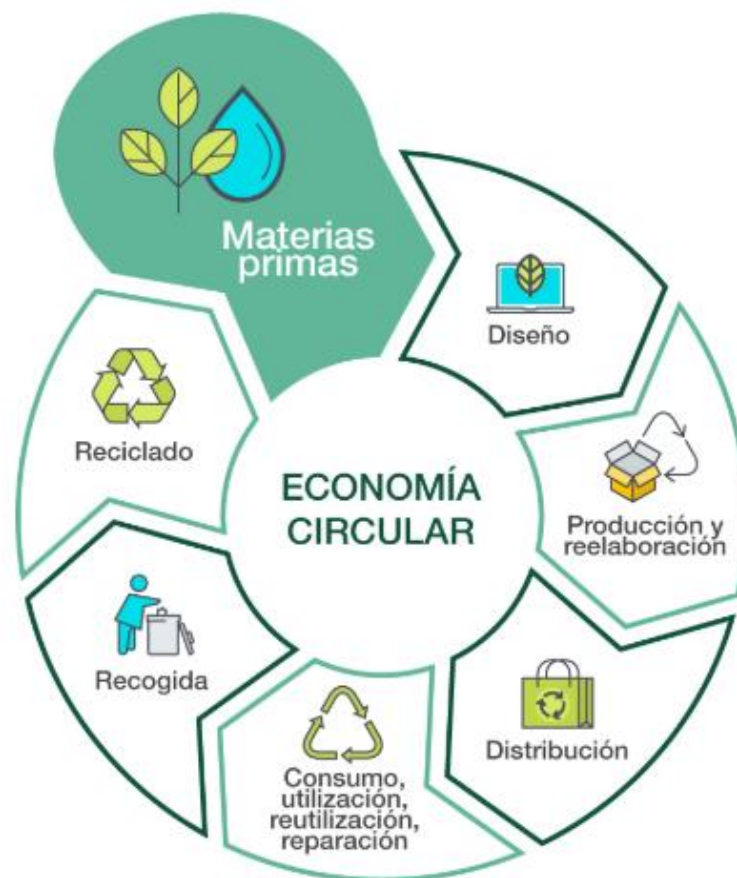 Materias
primas
Diseño
Producción y
reelaboración
Distribución
Consumo,
utilización,
reutilización,
reparación
Recogida
Reciclado
ECONOMÍA
CIRCULAR